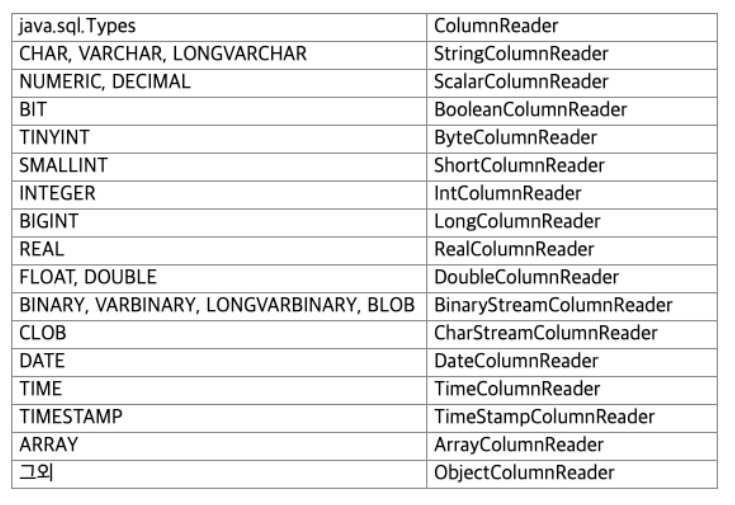 java.sql.Types ColumnReader
CHAR, VARCHAR, LONGVARCHAR StringColumnReader
NUMERIC, DECIMAL ScalarColumnReader
BIT BooleanColumnReader
TINYINT ByteColumnReader
SMALLINT ShortColumnReader
INTEGER IntColumnReader
BIGINT LongColumnReader
REAL RealColumnReader
FLOAT, DOUBLE DoubleColumnReader
BINARY, VARBINARY, LONGVARBINARY, BLOB BinaryStreamColumnReader
CLOB CharStreamColumnReader
DATE DateColumnReader
TIME TimeColumnReader
TIMESTAMP TimeStampColumnReader
ARRAY ArrayColumnReader
그외 ObjectColumnReader